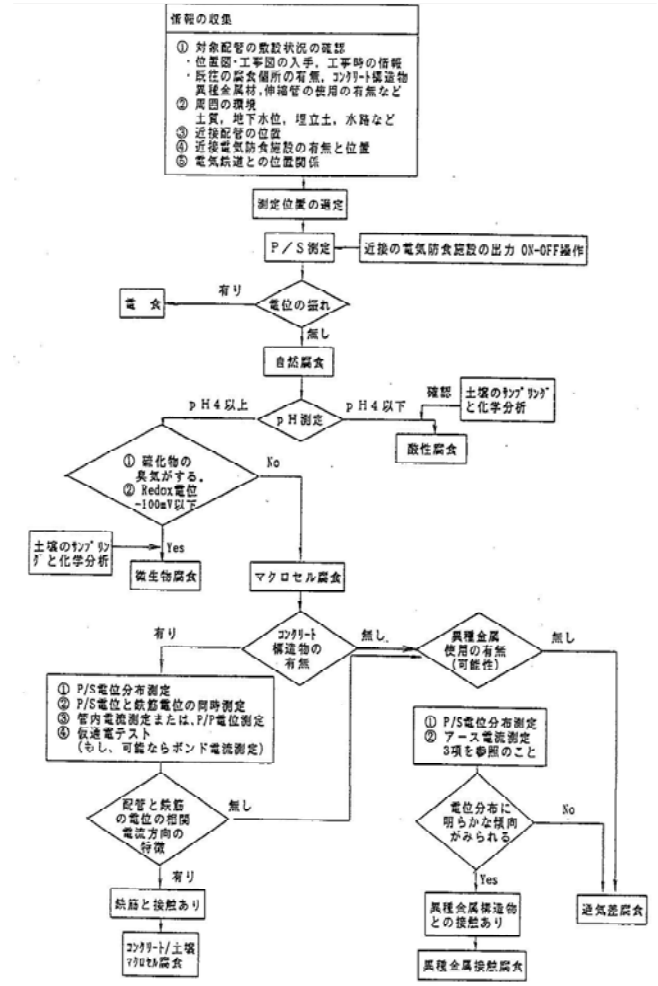 情報の収集
① 対象配管の敷設状況の確認
・位置図・工事図の入手，工事時の情報
・既往の腐食個所の有無，コンクリート構造物
異種金属材，伸縮管の使用の有無など
② 周囲の環境
土質，地下水位，埋立土，水路など
③ 近接配管の位置
④ 近接電気防食施設の有無と位置
⑤ 電気鉄道との位置関係
測定位置の選定
P／S測定
近接の電気防食施設の出力 ON-OFF操作
電位の振れ
有り
電 食
無し
自然腐食
pH測定
pH4以上
pH4以下
確認
土壌のサンプリング
と化学分析
酸性腐食
① 硫化物の
臭気がする．
② Redox電位
-100mV以下
No
Yes
土壌のサンプリン
グと化学分析
微生物腐食
マクロセル腐食
コンクリート
構造物の
有無
有り
無し
異種金属
使用の有無
(可能性)
無し
① P/S電位分布測定
② P/S電位と鉄筋電位の同時測定
③ 管内電流測定または，P/P電位測定
④ 仮通電テスト
(もし、可能ならボンド電流測定)
① P/S電位分布測定
② アース電流測定
3項を参照のこと
配管と鉄筋
の電位の相関
電流方向の
特徴
無し
有り
電位分布に
明らかな傾向
がみられる
No
Yes
鉄筋と接触あり
コンクリート/土壌
マクロセル腐食
異種金属構造物
との接触あり
異種金属接触腐食
通気差腐食